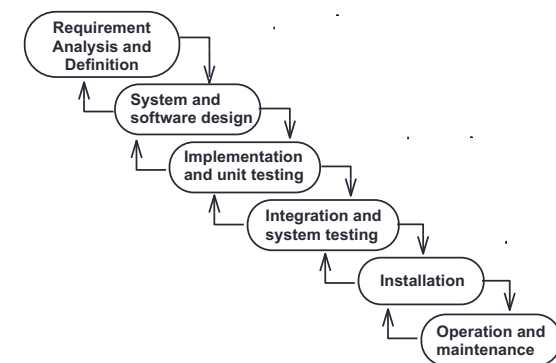 Requirement
Analysis and
Definition
System and
software design
Implementation
and unit testing
Integration and
system testing
Installation
Operation and
maintenance